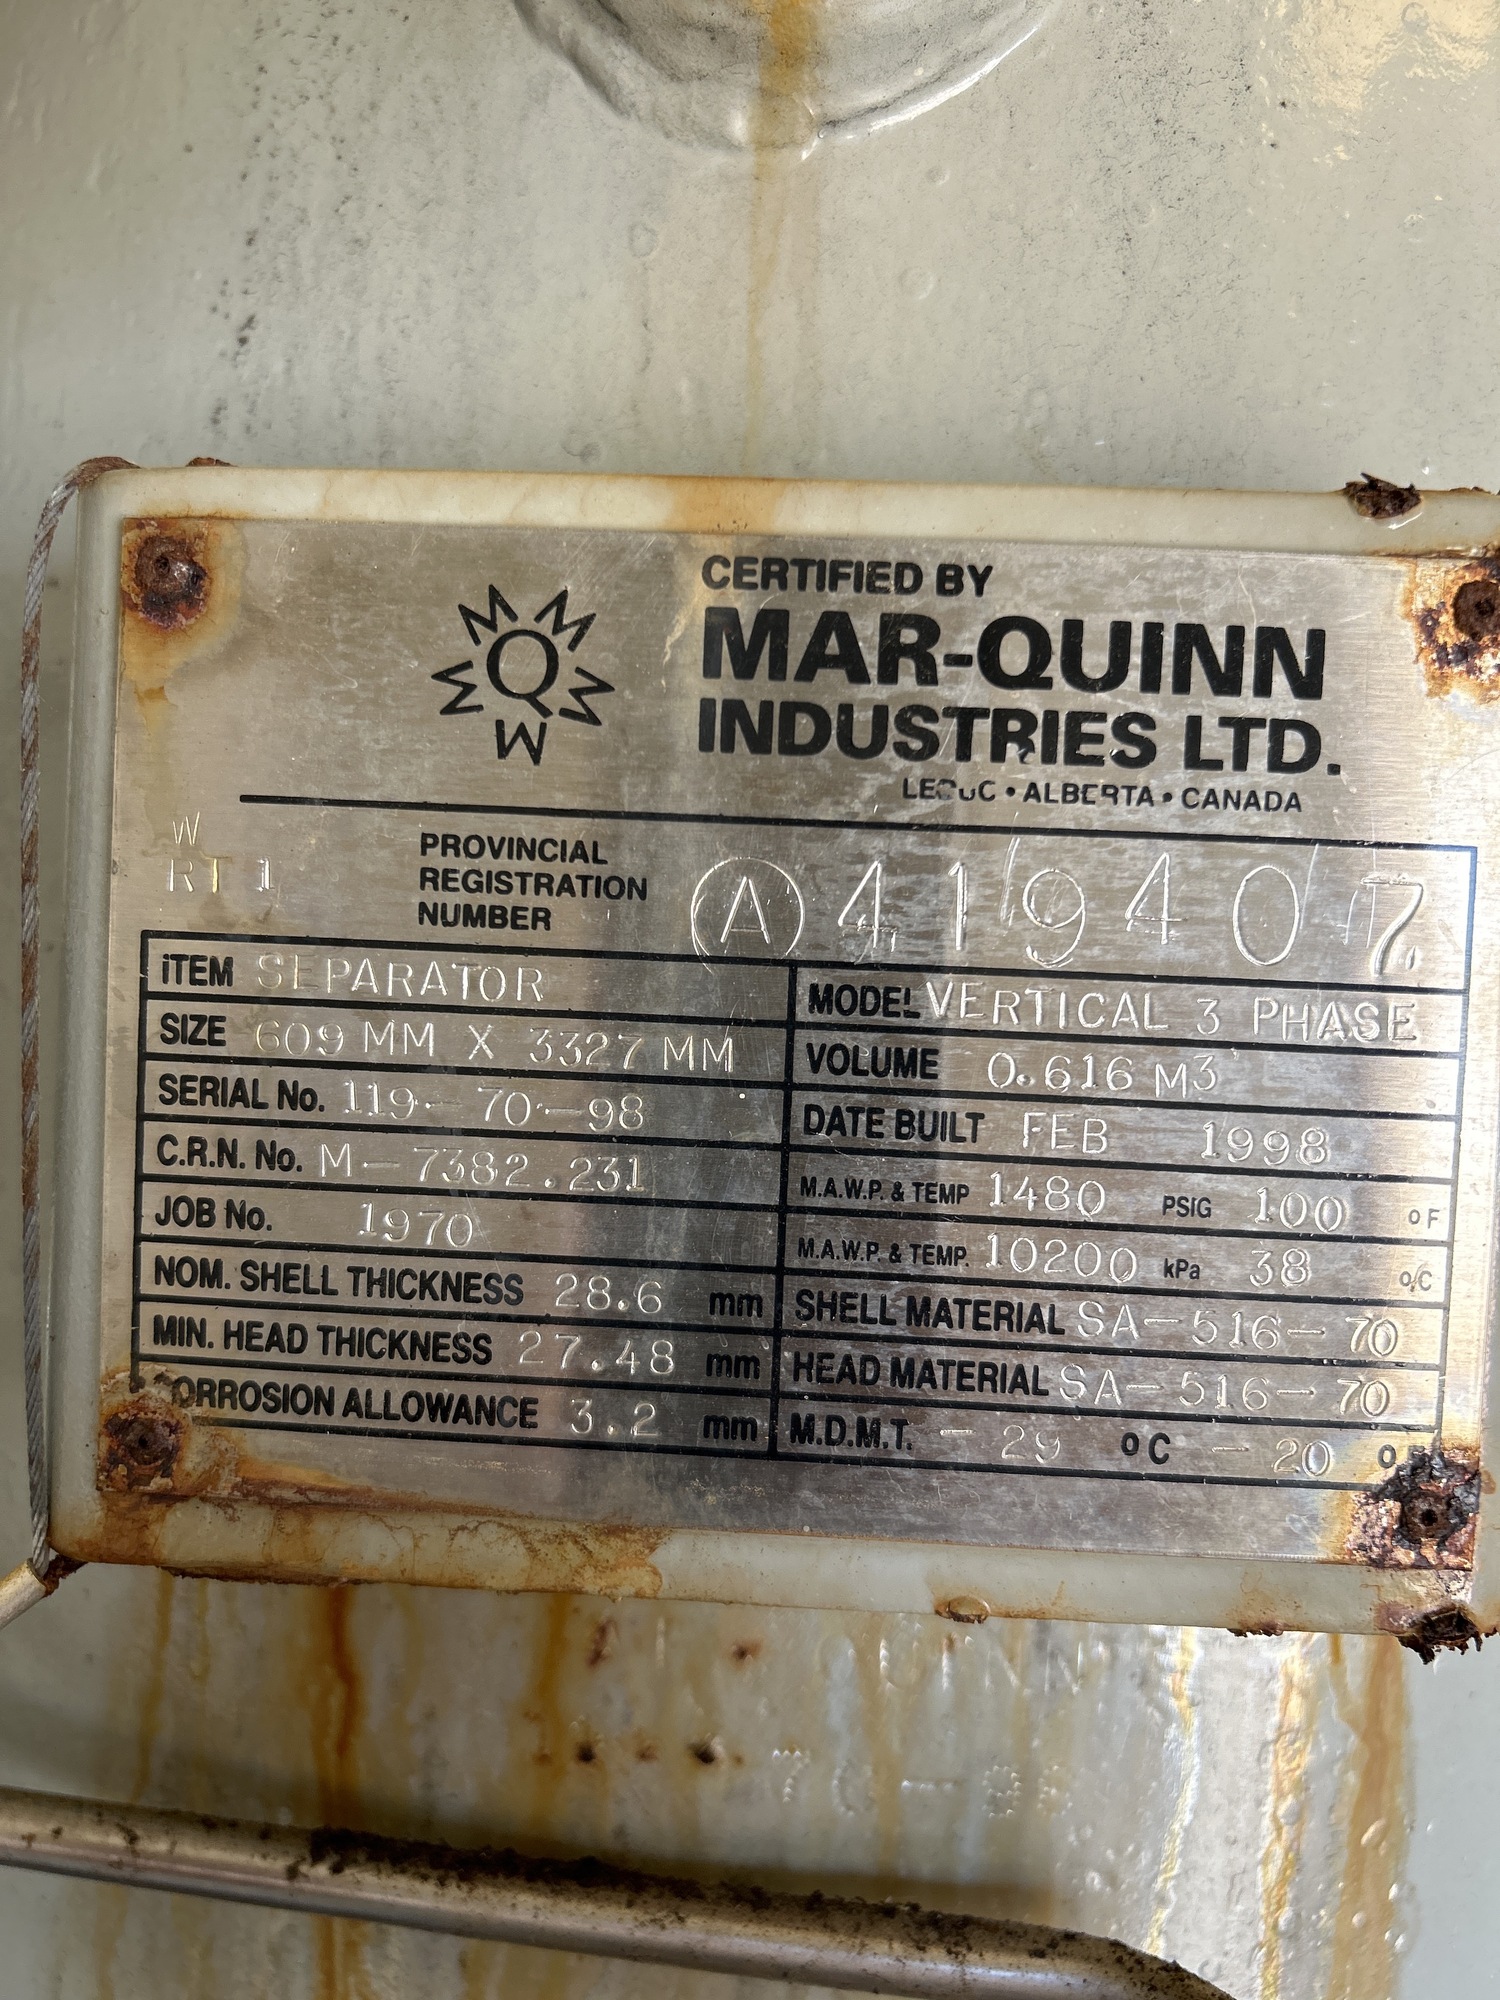 CERTIFIED BY
MAR-QUINN
INDUSTRIES LTD.
LEDUC • ALBERTA • CANADA
W
RT 1
PROVINCIAL
REGISTRATION
NUMBER
A 419407
ITEM SEPARATOR
MODEL VERTICAL 3 PHASE
SIZE 609 MM X 3327 MM
VOLUME 0.616 M3
SERIAL No. 119-70-98
DATE BUILT FEB 1998
C.R.N. No. M-7382.231
M.A.W.P. & TEMP 1480 PSIG 100 °F
JOB No. 1970
M.A.W.P. & TEMP. 10200 kPa 38 °C
NOM. SHELL THICKNESS 28.6 mm
SHELL MATERIAL SA-516-70
MIN. HEAD THICKNESS 27.48 mm
HEAD MATERIAL SA-516-70
CORROSION ALLOWANCE 3.2 mm
M.D.M.T. -29 °C -20 °F